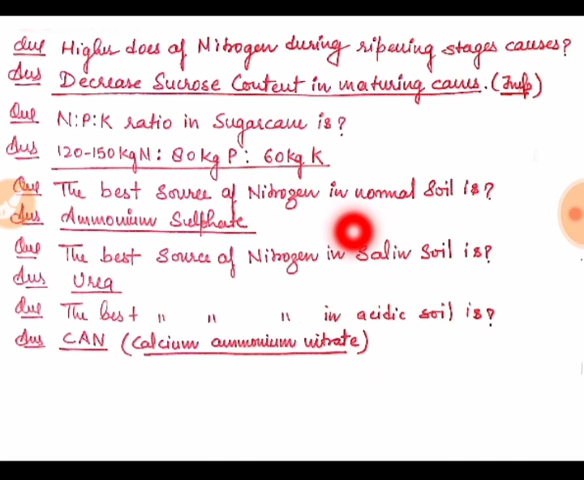 Que Higher does of Nitrogen during ripening stages causes?
Ans Decrease Sucrose Content in maturing canes. (Imp)
Que N:P:K ratio in Sugarcane is?
Ans 120-150 kg N : 80 kg P : 60 kg K
Que The best Source of Nitrogen in normal Soil is?
Ans Ammonium Sulphate
Que The best Source of Nitrogen in Salin Soil is?
Ans Urea
Que The best " " " in acidic soil is?
Ans CAN (Calcium ammonium nitrate)